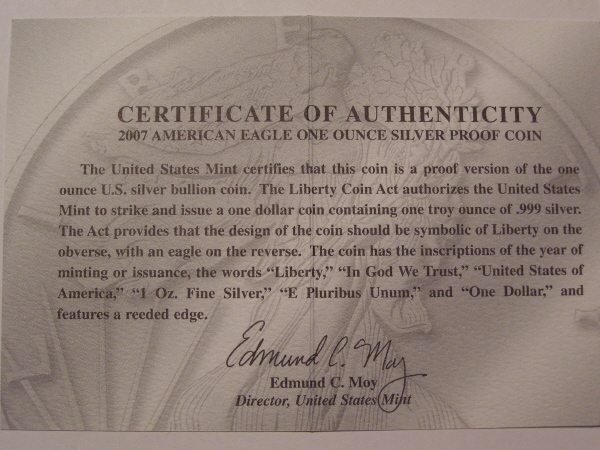 CERTIFICATE OF AUTHENTICITY
2007 AMERICAN EAGLE ONE OUNCE SILVER PROOF COIN
The United States Mint certifies that this coin is a proof version of the one
ounce U.S. silver bullion coin. The Liberty Coin Act authorizes the United States
Mint to strike and issue a one dollar coin containing one troy ounce of .999 silver.
The Act provides that the design of the coin should be symbolic of Liberty on the
obverse, with an eagle on the reverse. The coin has the inscriptions of the year of
minting or issuance, the words “Liberty,” “In God We Trust,” “United States of
America,” “1 Oz. Fine Silver,” “E Pluribus Unum,” and “One Dollar,” and
features a reeded edge.
Edmund C. Moy
Edmund C. Moy
Director, United States Mint